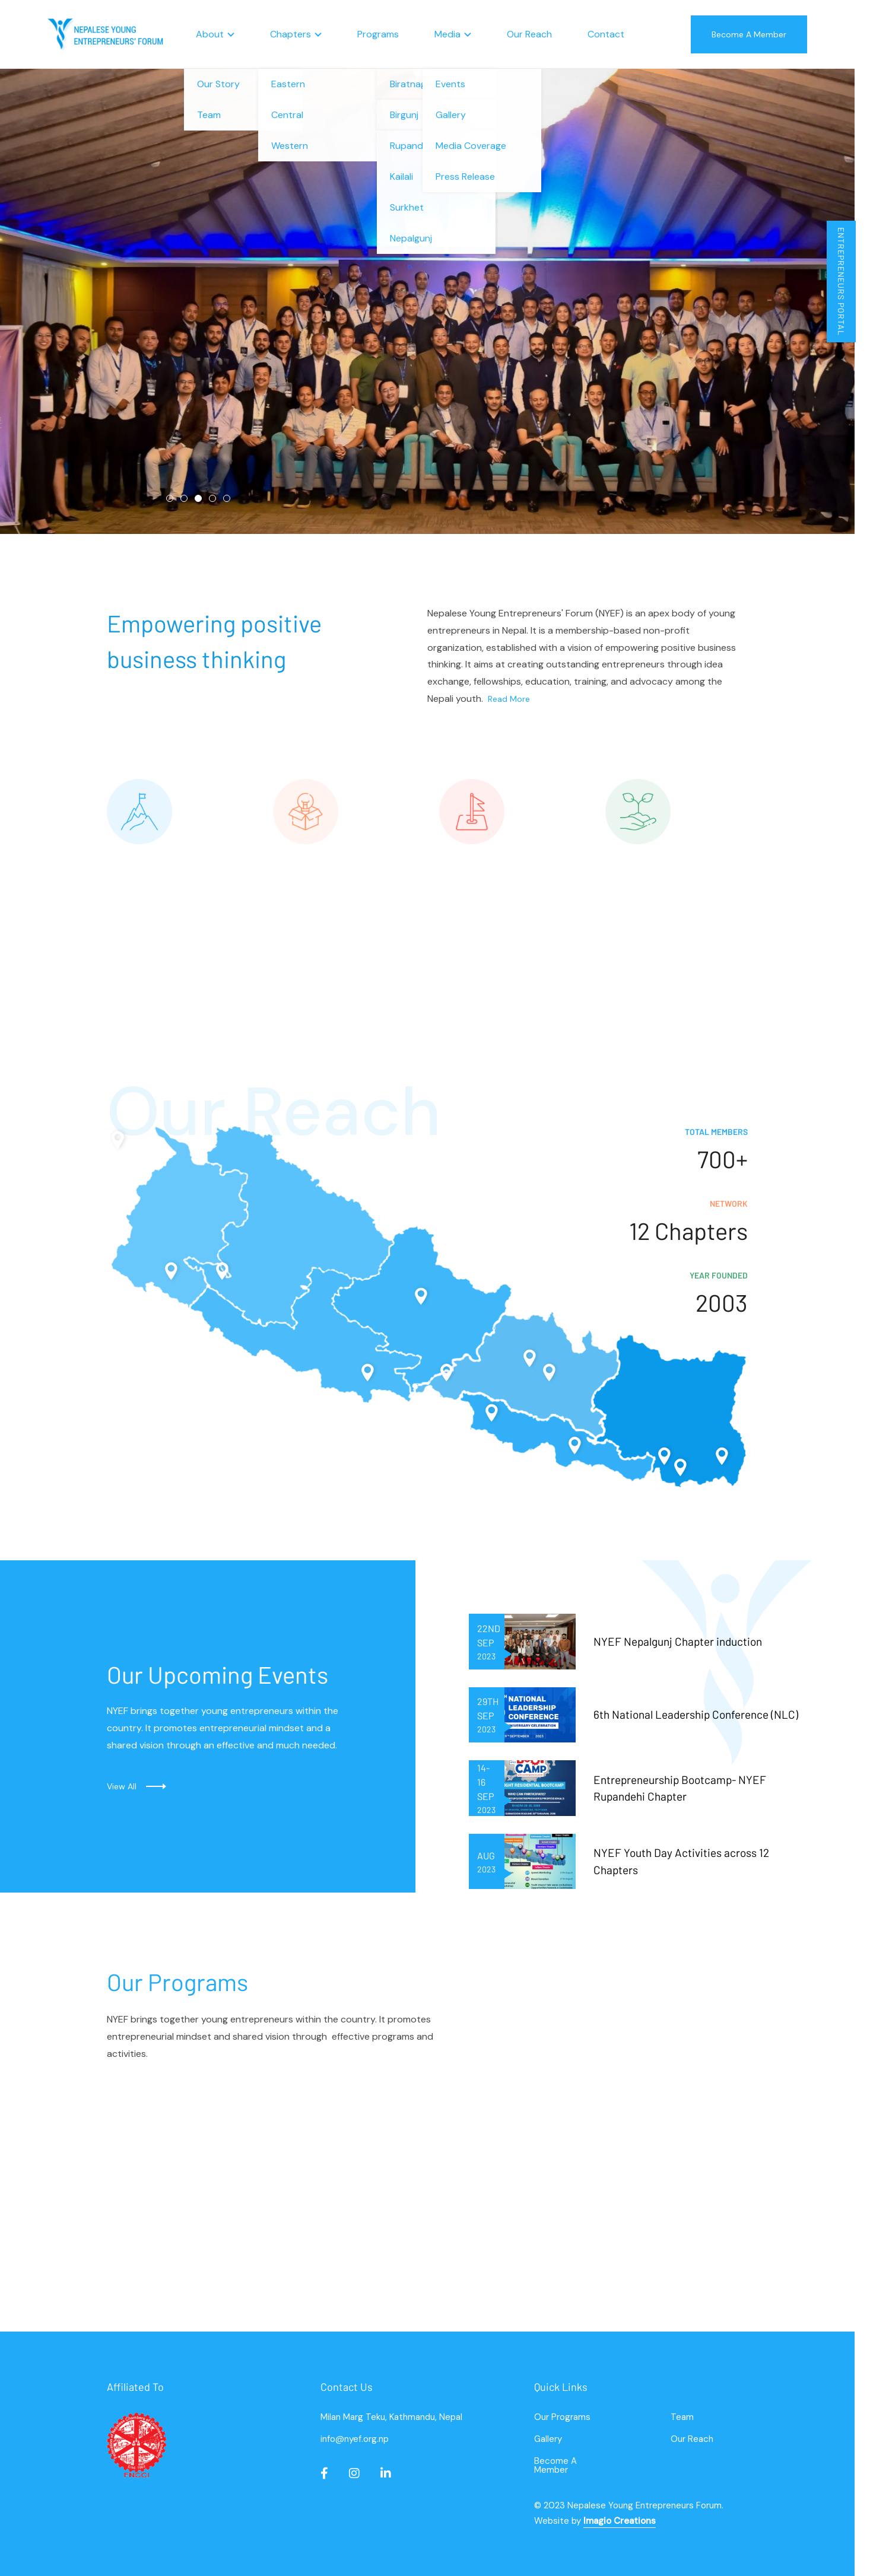 NEPALESE YOUNG
ENTREPRENEURS' FORUM
About
Chapters
Programs
Media
Our Reach
Contact
Become A Member
Our Story
Team
Eastern
Central
Western
Birgunj
Kailali
Surkhet
Nepalgunj
Events
Gallery
Media Coverage
Press Release
ENTREPRENEURS PORTAL
Empowering positive
business thinking
Nepalese Young Entrepreneurs' Forum (NYEF) is an apex body of young
entrepreneurs in Nepal. It is a membership-based non-profit
organization, established with a vision of empowering positive business
thinking. It aims at creating outstanding entrepreneurs through idea
exchange, fellowships, education, training, and advocacy among the
Nepali youth. Read More
Our Reach
TOTAL MEMBERS
700+
NETWORK
12 Chapters
YEAR FOUNDED
2003
Our Upcoming Events
NYEF brings together young entrepreneurs within the
country. It promotes entrepreneurial mindset and a
shared vision through an effective and much needed.
View All
22ND
SEP
2023
NYEF Nepalgunj Chapter induction
29TH
SEP
2023
NATIONAL
LEADERSHIP
CONFERENCE
6th National Leadership Conference (NLC)
14-
16
SEP
2023
CAMP
Entrepreneurship Bootcamp- NYEF
Rupandehi Chapter
AUG
2023
NYEF Youth Day Activities across 12
Chapters
Our Programs
NYEF brings together young entrepreneurs within the country. It promotes
entrepreneurial mindset and shared vision through effective programs and
activities.
Affiliated To
Contact Us
Milan Marg Teku, Kathmandu, Nepal
info@nyef.org.np
Quick Links
Our Programs
Team
Gallery
Our Reach
Become A
Member
© 2023 Nepalese Young Entrepreneurs Forum.
Website by Imagio Creations